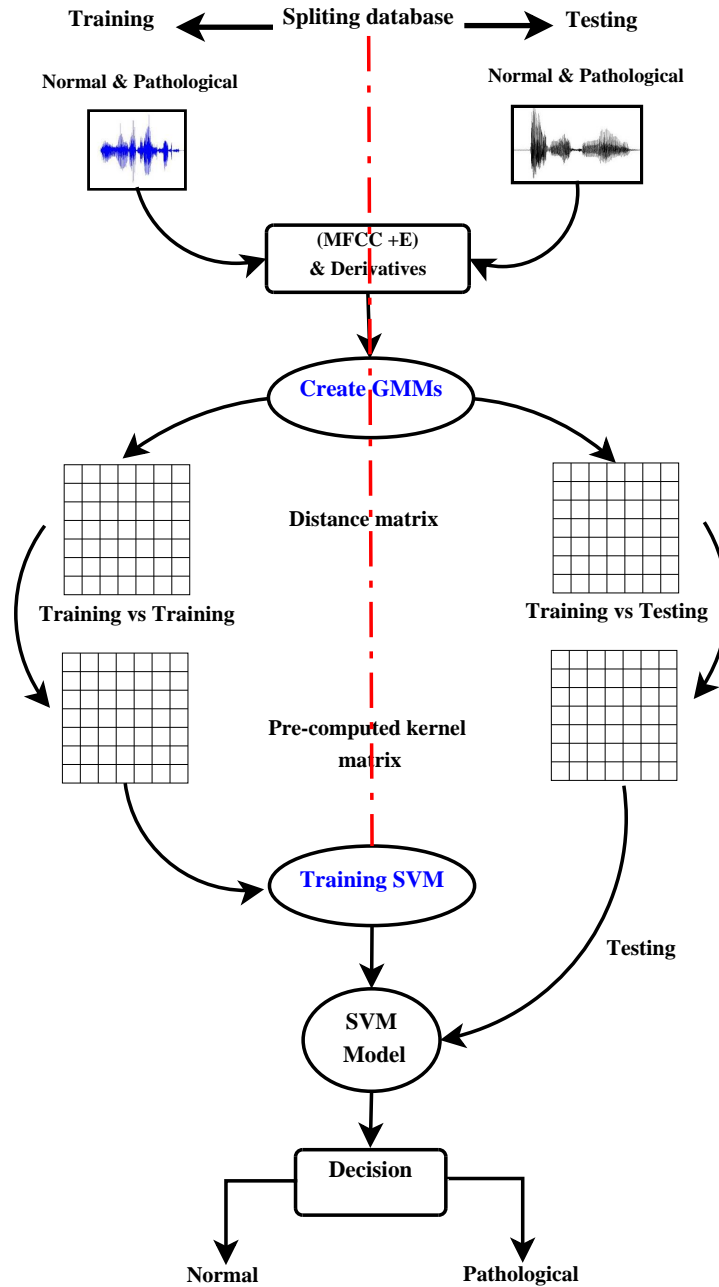 Training
Spliting database
Testing
Normal & Pathological
Normal & Pathological
(MFCC +E)
& Derivatives
Create GMMs
Distance matrix
Training vs Training
Training vs Testing
Pre-computed kernel
matrix
Training SVM
Testing
SVM
Model
Decision
Normal
Pathological